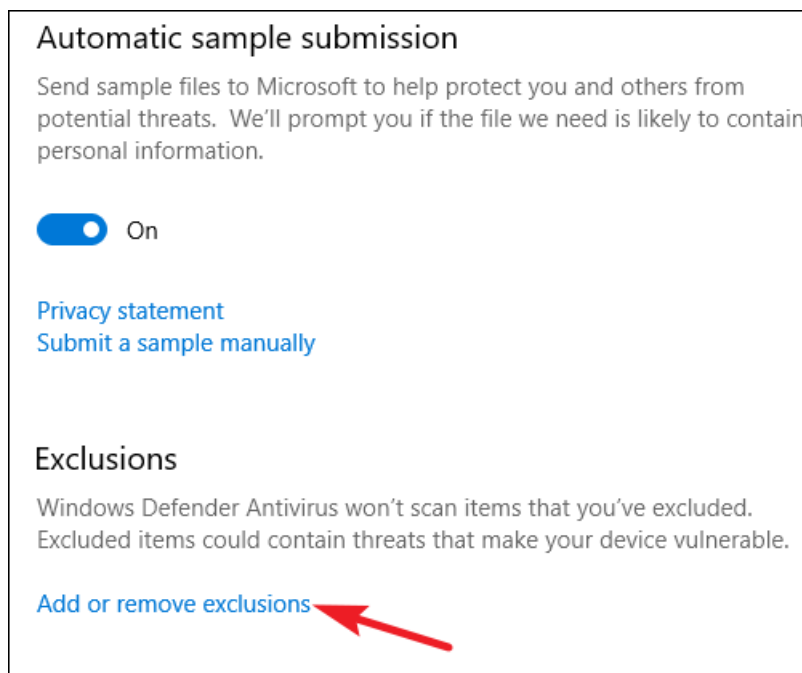 Automatic sample submission
Send sample files to Microsoft to help protect you and others from
potential threats.  We'll prompt you if the file we need is likely to contain
personal information.
On
Privacy statement
Submit a sample manually
Exclusions
Windows Defender Antivirus won't scan items that you've excluded.
Excluded items could contain threats that make your device vulnerable.
Add or remove exclusions